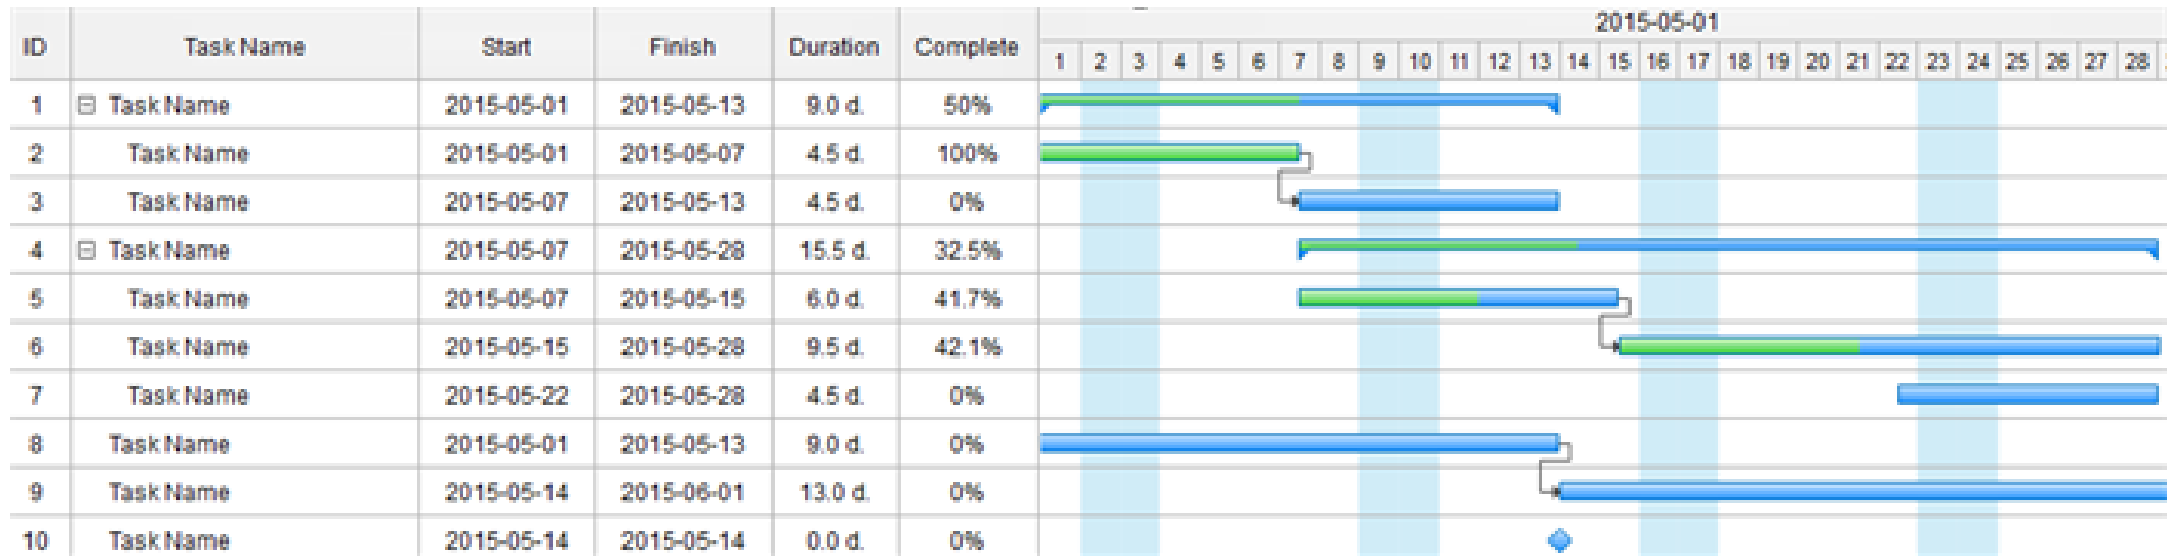 2015-05-01
ID Task Name Start Finish Duration Complete 1 2 3 4 5 6 7 8 9 10 11 12 13 14 15 16 17 18 19 20 21 22 23 24 25 26 27 28
1 Task Name 2015-05-01 2015-05-13 9.0 d. 50%
2 Task Name 2015-05-01 2015-05-07 4.5 d. 100%
3 Task Name 2015-05-07 2015-05-13 4.5 d. 0%
4 Task Name 2015-05-07 2015-05-28 15.5 d. 32.5%
5 Task Name 2015-05-07 2015-05-15 6.0 d. 41.7%
6 Task Name 2015-05-15 2015-05-28 9.5 d. 42.1%
7 Task Name 2015-05-22 2015-05-28 4.5 d. 0%
8 Task Name 2015-05-01 2015-05-13 9.0 d. 0%
9 Task Name 2015-05-14 2015-06-01 13.0 d. 0%
10 Task Name 2015-05-14 2015-05-14 0.0 d. 0%